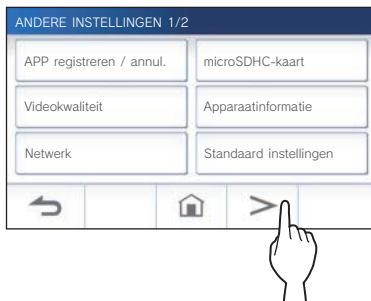 ANDERE INSTELLINGEN 1/2
APP registreren / annul.
microSDHC-kaart
Videokwaliteit
Apparaatinformatie
Netwerk
Standaard instellingen